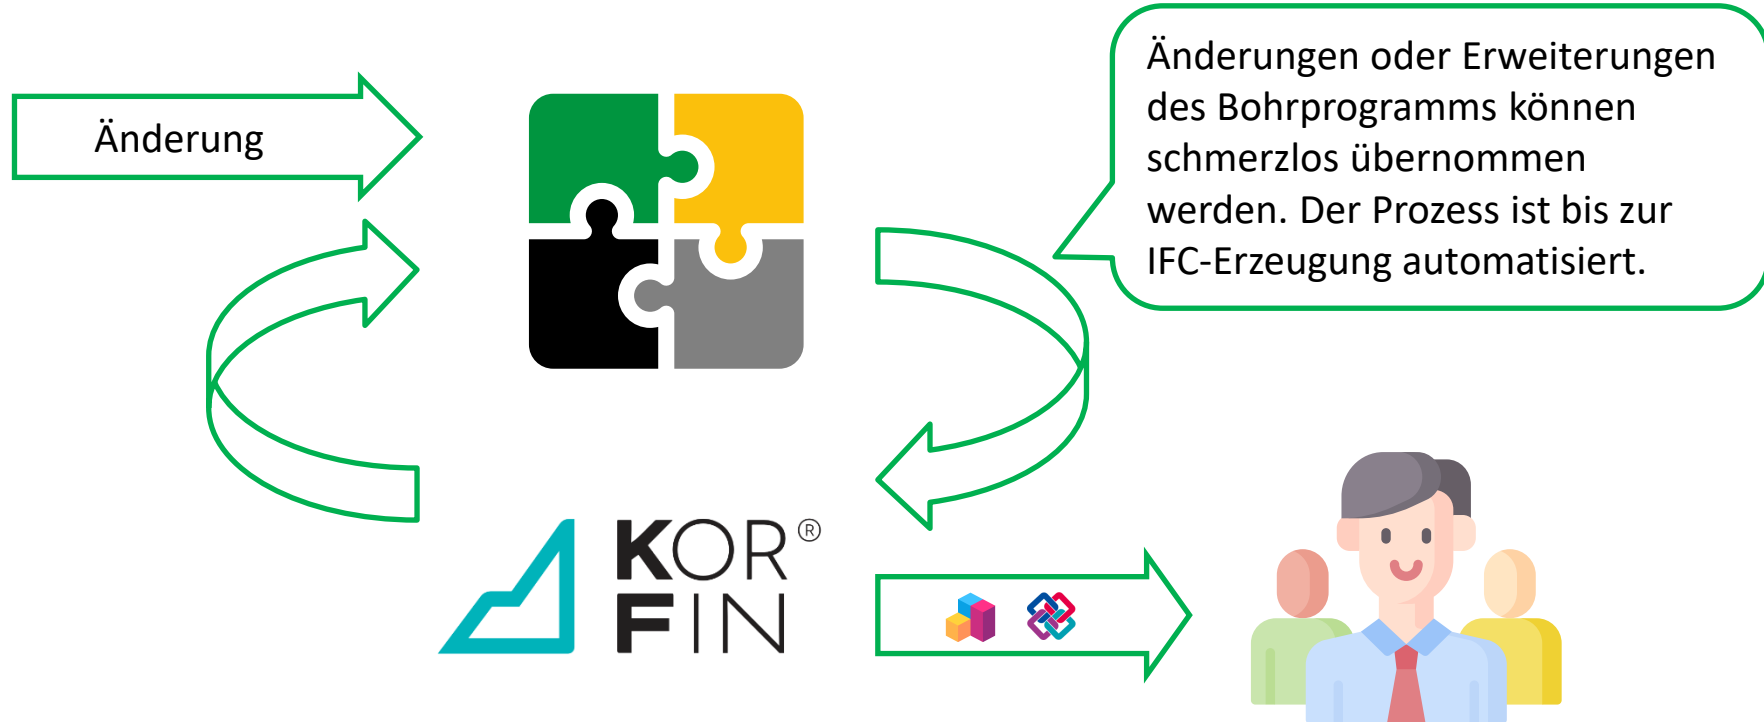 Änderung
Änderungen oder Erweiterungen
des Bohrprogramms können
schmerzlos übernommen
werden. Der Prozess ist bis zur
IFC-Erzeugung automatisiert.
KOR®
FIN